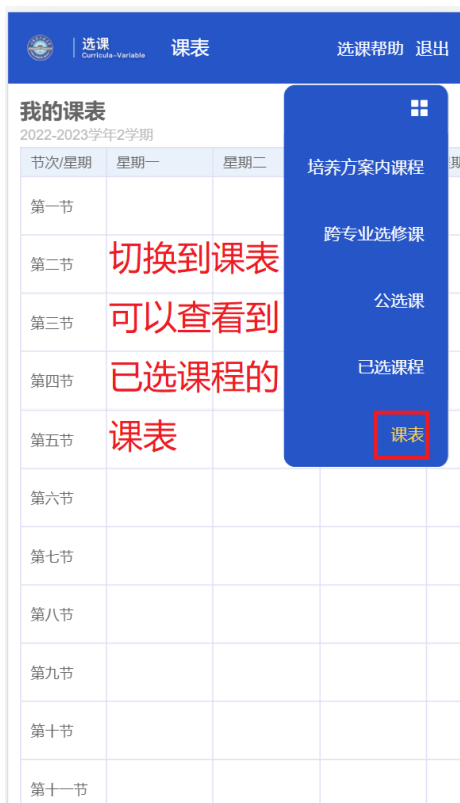 选课 课表 选课帮助 退出
Curricula-Variable
我的课表
2022-2023学年2学期
节次/星期 星期一 星期二
培养方案内课程
跨专业选修课
公选课
已选课程
课表
第一节
第二节
第三节
第四节
第五节
第六节
第七节
第八节
第九节
第十节
第十一节
切换到课表
可以查看到
已选课程的
课表